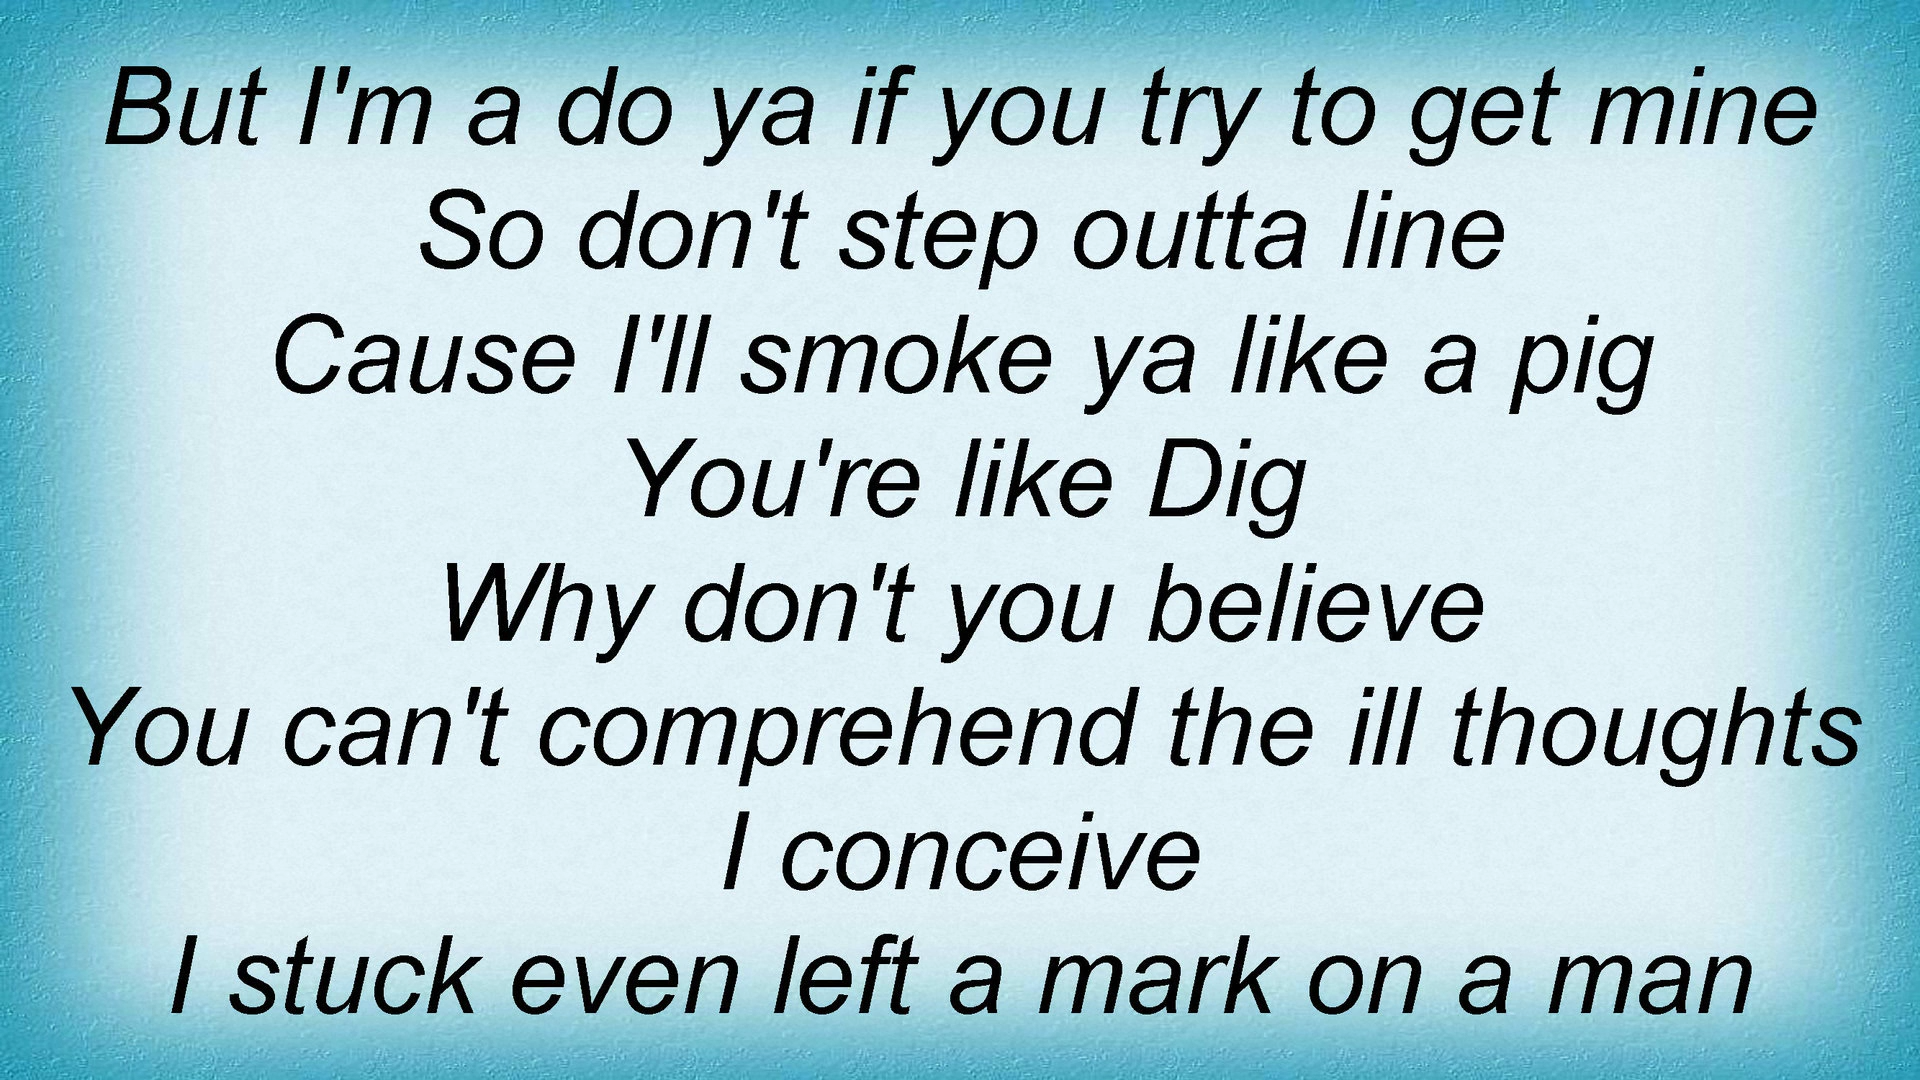 But I'm a do ya if you try to get mine
So don't step outta line
Cause I'll smoke ya like a pig
You're like Dig
Why don't you believe
You can't comprehend the ill thoughts
I conceive
I stuck even left a mark on a man